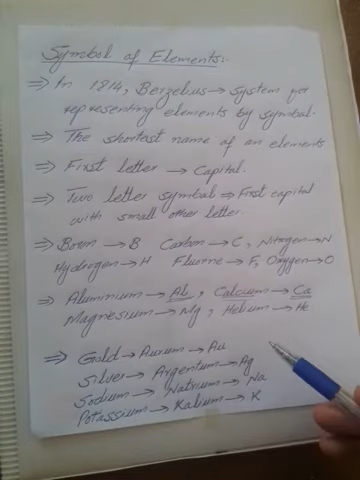 Symbol of Elements:-
⇒ In 1814, Berzelius → system for
representing elements by symbol.
⇒ The shortest name of an elements
⇒ First letter → Capital.
⇒ Two letter symbol ⇒ First capital
with small other letter.
⇒ Boron → B Carbon → C, Nitrogen → N
Hydrogen → H Fluorine → F, Oxygen → O
⇒ Aluminium → Al, Calcium → Ca
Magnesium → Mg, Helium → He
⇒ Gold → Aurum → Au
Silver → Argentum → Ag
Sodium → Natrium → Na
Potassium → Kalium → K